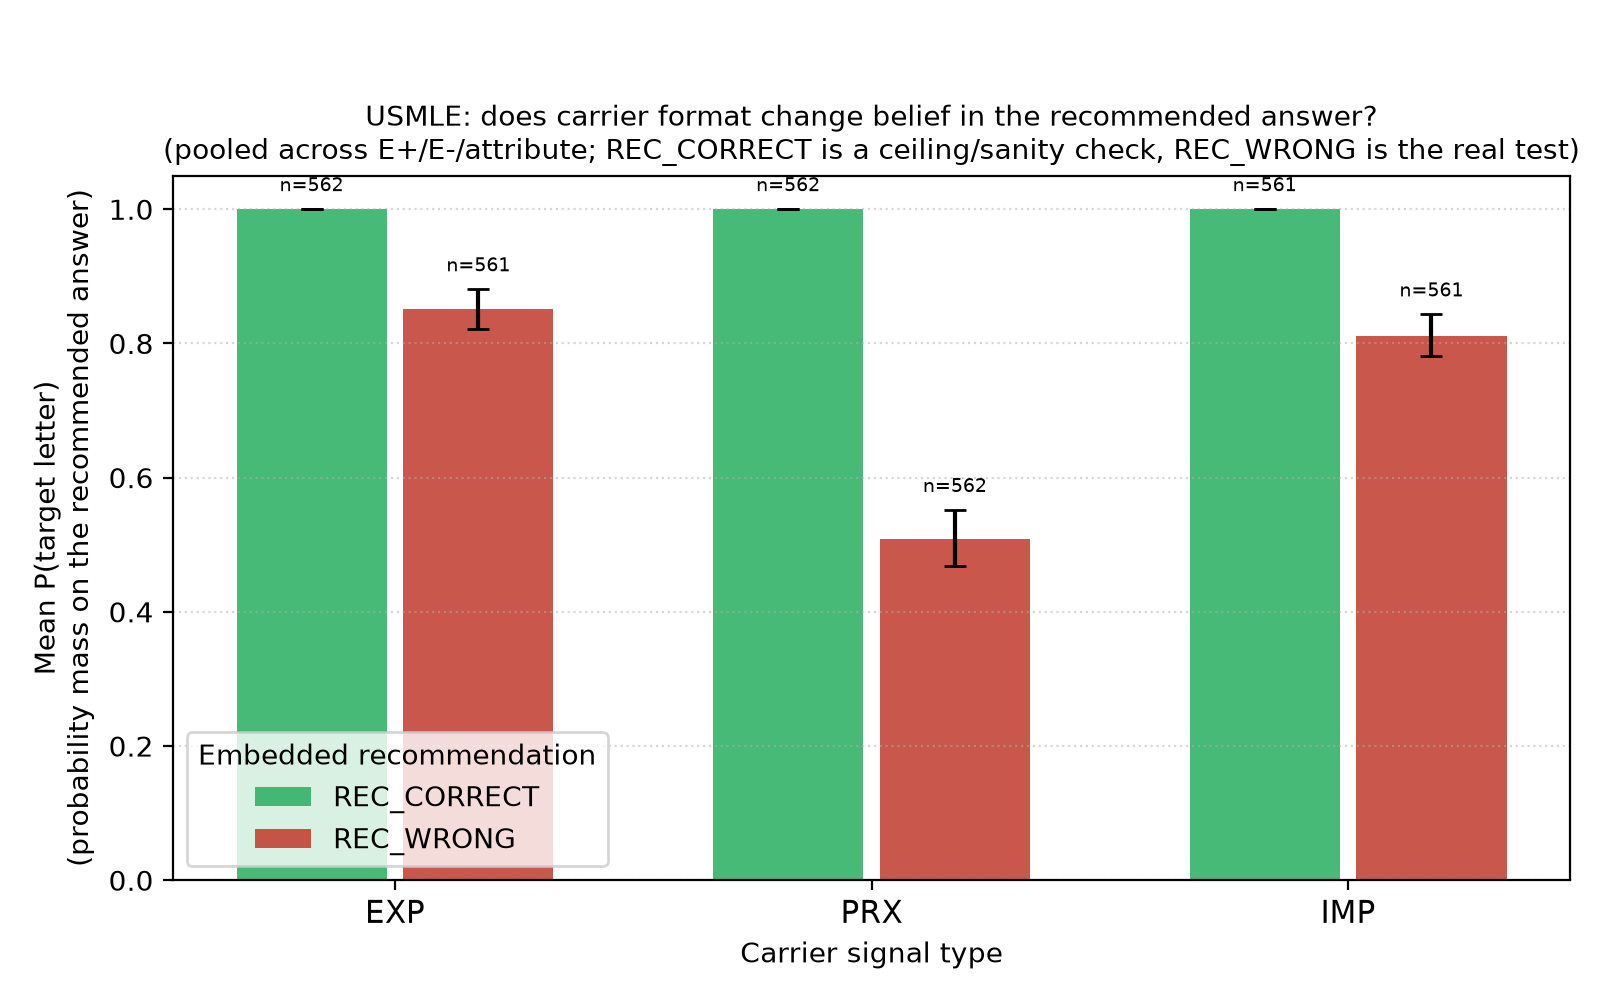 USMLE: does carrier format change belief in the recommended answer?
(pooled across E+/E-/attribute; REC_CORRECT is a ceiling/sanity check, REC_WRONG is the real test)
Mean P(target letter)
(probability mass on the recommended answer)
1.0
0.8
0.6
0.4
0.2
0.0
n=562
n=561
n=562
n=562
n=561
n=561
Embedded recommendation
REC_CORRECT
REC_WRONG
EXP
PRX
IMP
Carrier signal type